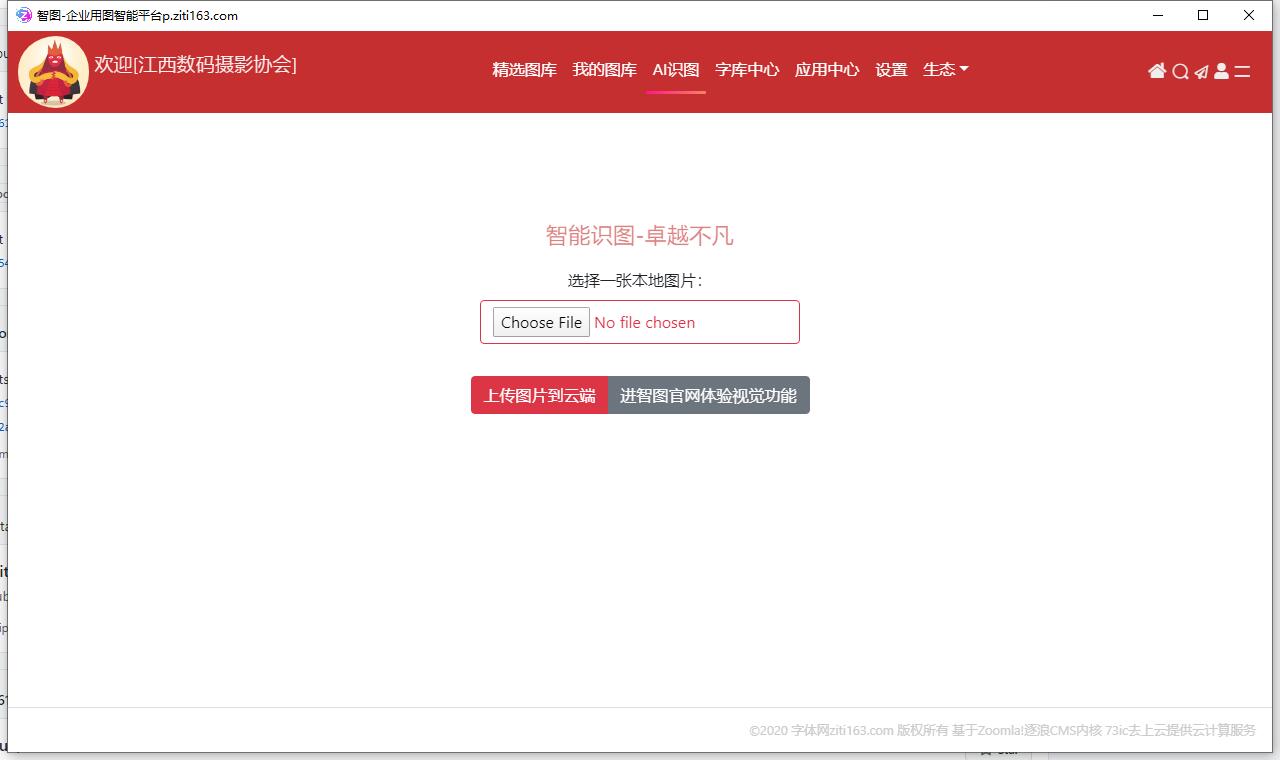 智图-企业用图智能平台p.ziti163.com
欢迎[江西数码摄影协会]
精选图库 我的图库 AI识图 字库中心 应用中心 设置 生态
智能识图-卓越不凡
选择一张本地图片：
Choose File No file chosen
上传图片到云端 进智图官网体验视觉功能
©2020 字体网ziti163.com 版权所有 基于Zoomla!逐浪CMS内核 73ic去上云提供云计算服务